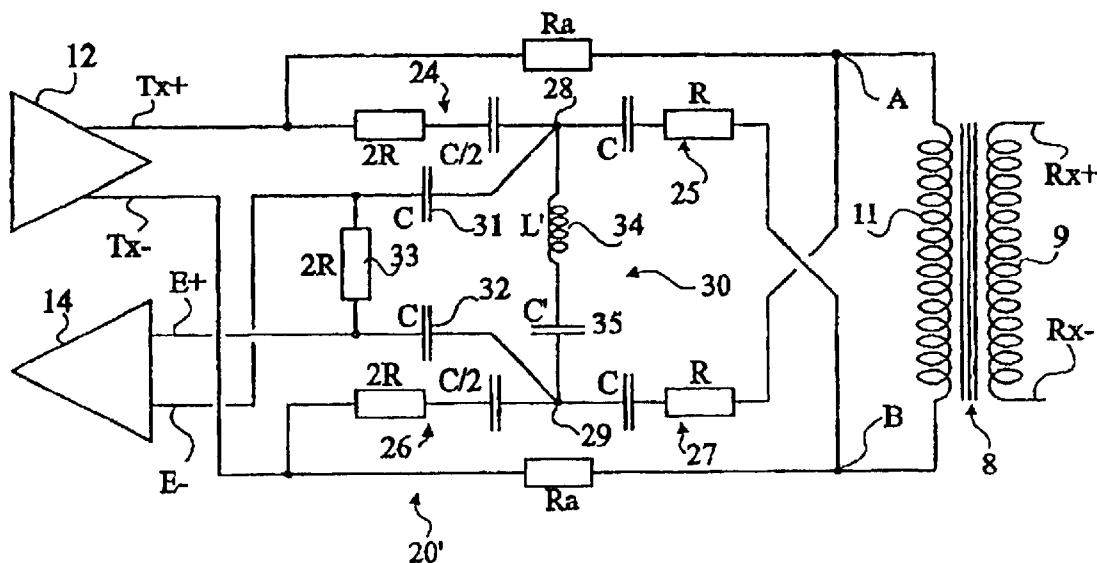 Ra
12
Tx+
24
28
R
A
2R
C/2
C
25
Rx+
C
31
L'
34
11
9
Tx-
2R
33
30
E+
32
14
C
C'
35
Rx-
2R
C/2
C
R
26
29
27
B
8
E-
Ra
20'